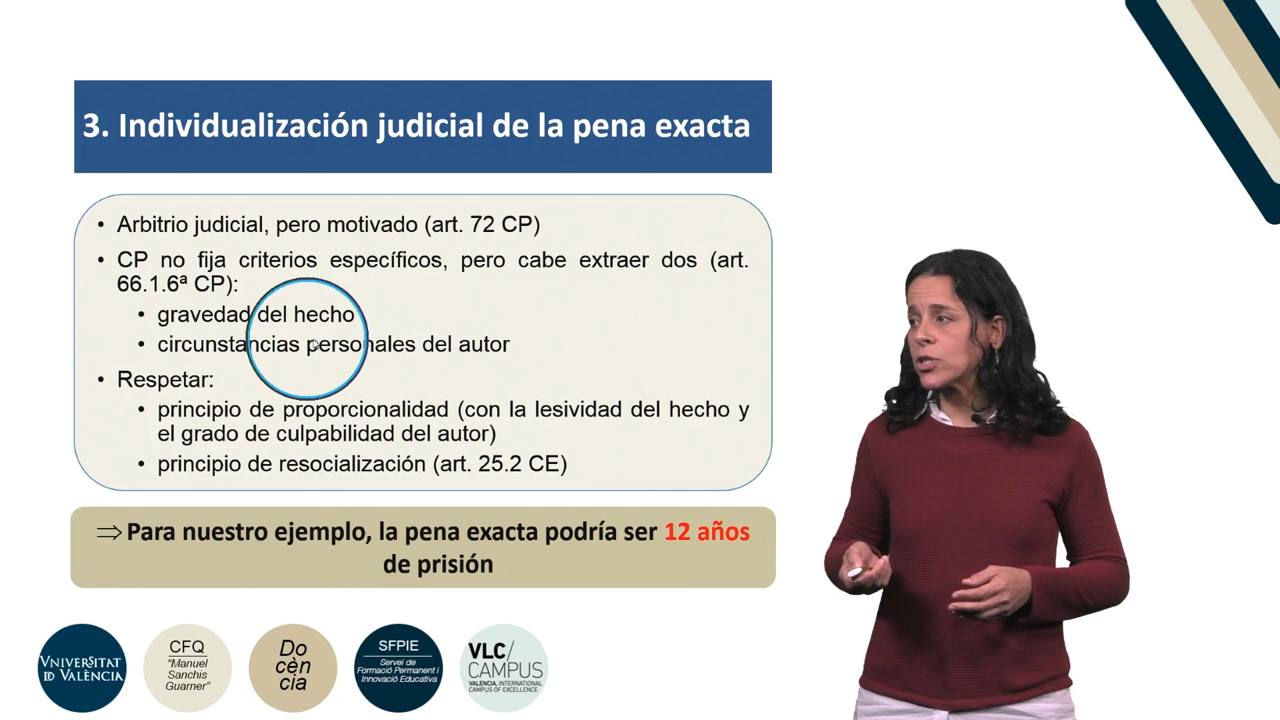 3. Individualización judicial de la pena exacta
• Arbitrio judicial, pero motivado (art. 72 CP)
• CP no fija criterios específicos, pero cabe extraer dos (art.
66.1.6ª CP):
• gravedad del hecho
• circunstancias personales del autor
• Respetar:
• principio de proporcionalidad (con la lesividad del hecho y
el grado de culpabilidad del autor)
• principio de resocialización (art. 25.2 CE)
⇒ Para nuestro ejemplo, la pena exacta podría ser 12 años
de prisión
VNIVERSITAT
ID VALÈNCIA
CFQ
"Manuel
Sanchis
Guarner"
Do
cèn
cia
SFPIE
Servei de
Formació Permanent i
Innovació Educativa
VLC/
CAMPUS
VALENCIA, INTERNATIONAL
CAMPUS OF EXCELLENCE